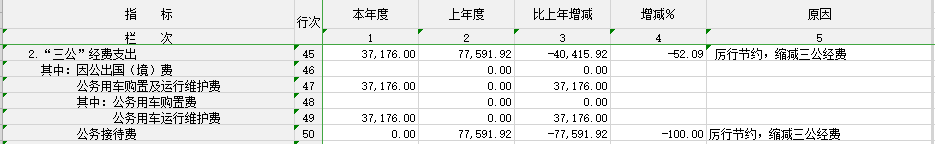 指 标 行次 本年度 上年度 比上年增减 增减% 原因
栏 次 1 2 3 4 5
2.“三公”经费支出 45 37,176.00 77,591.92 -40,415.92 -52.09 厉行节约，缩减三公经费
其中：因公出国（境）费 46 0.00 0.00
公务用车购置及运行维护费 47 37,176.00 0.00 37,176.00
其中：公务用车购置费 48 0.00 0.00
公务用车运行维护费 49 37,176.00 0.00 37,176.00
公务接待费 50 0.00 77,591.92 -77,591.92 -100.00 厉行节约，缩减三公经费